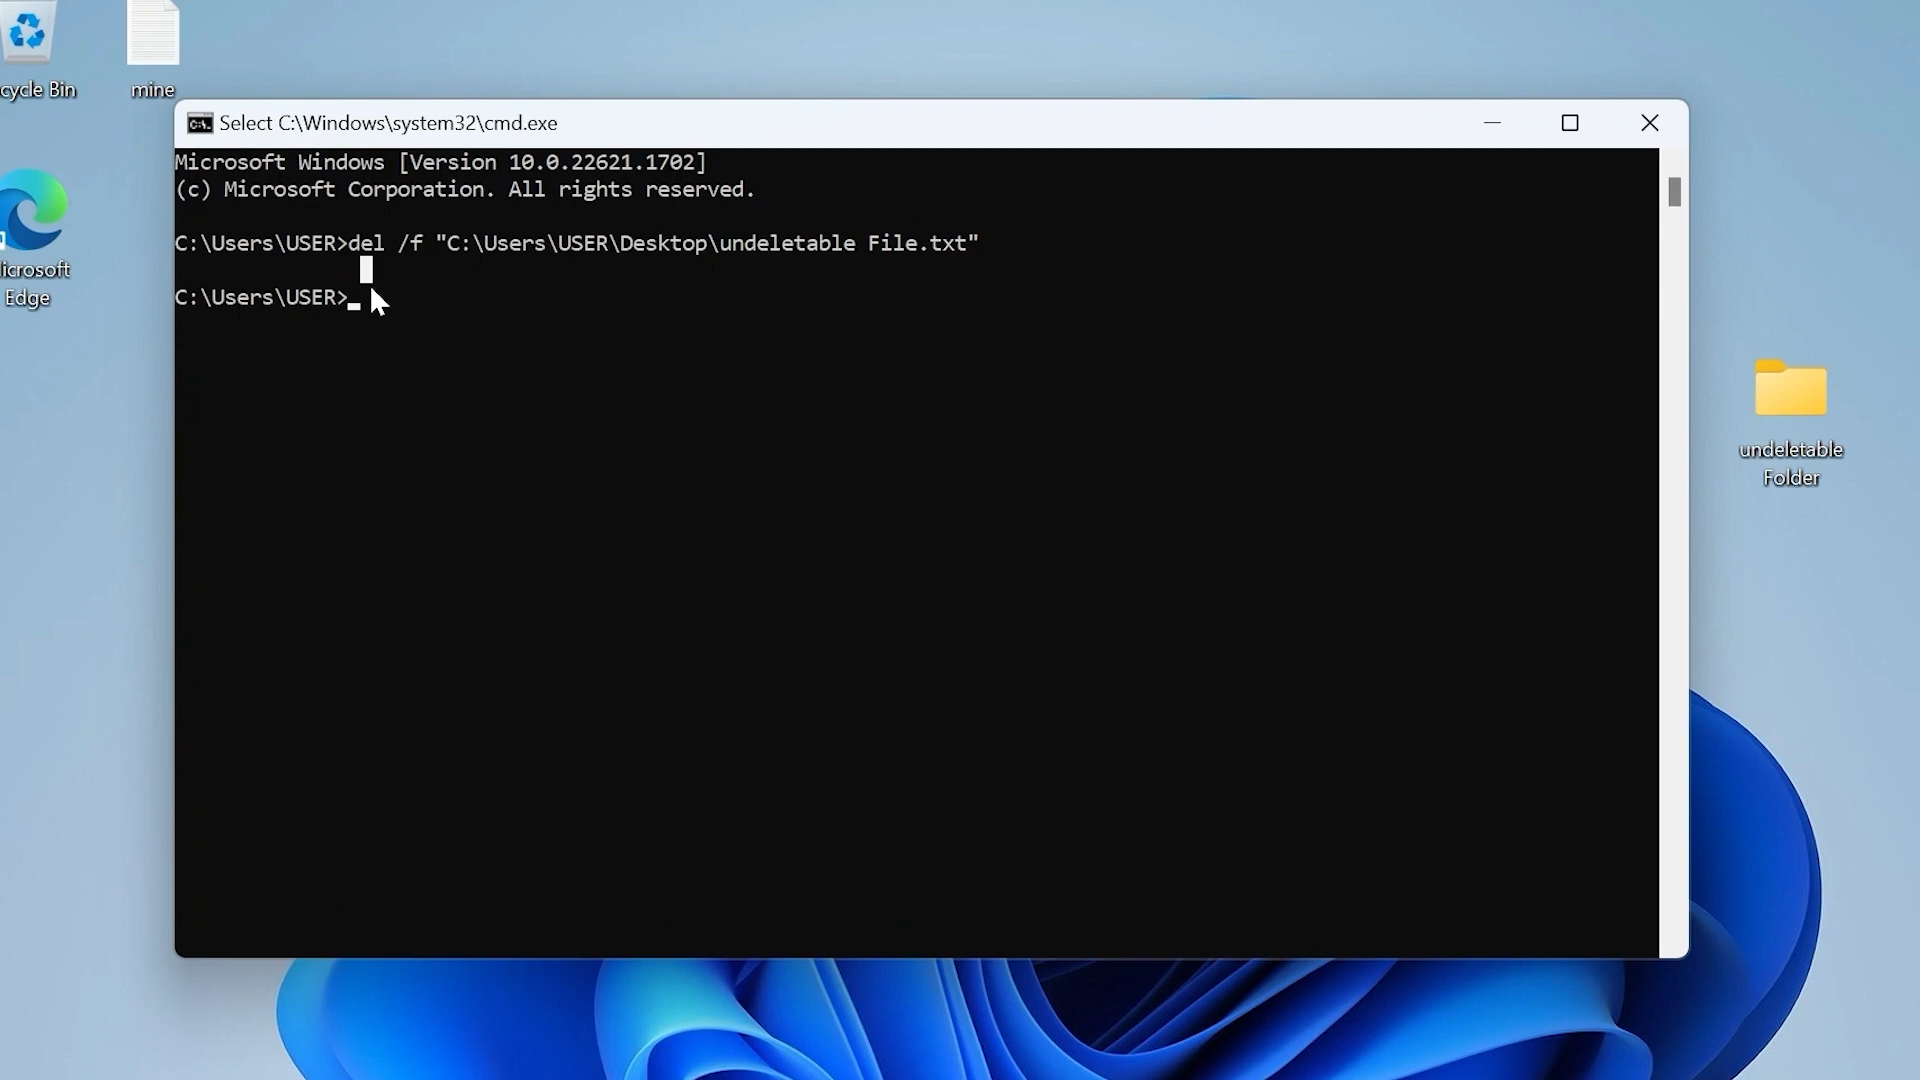 cycle Bin
mine
Select C:\Windows\system32\cmd.exe
Microsoft Windows [Version 10.0.22621.1702]
(c) Microsoft Corporation. All rights reserved.
C:\Users\USER>del /f "C:\Users\USER\Desktop\undeletable File.txt"
C:\Users\USER>
icrosoft
Edge
undeletable
Folder